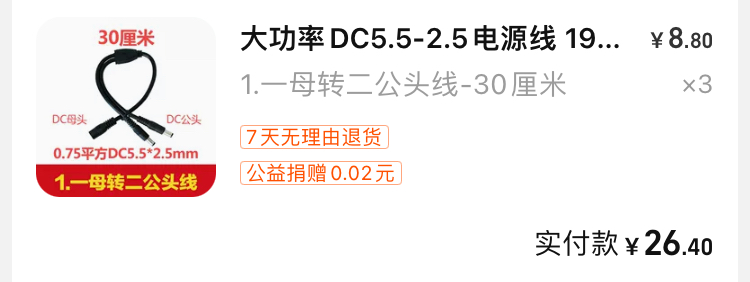 30厘米
DC母头
DC公头
0.75平方DC5.5*2.5mm
1.一母转二公头线
大功率DC5.5-2.5电源线 19... ¥8.80
1.一母转二公头线-30厘米 ×3
7天无理由退货
公益捐赠0.02元
实付款¥26.40